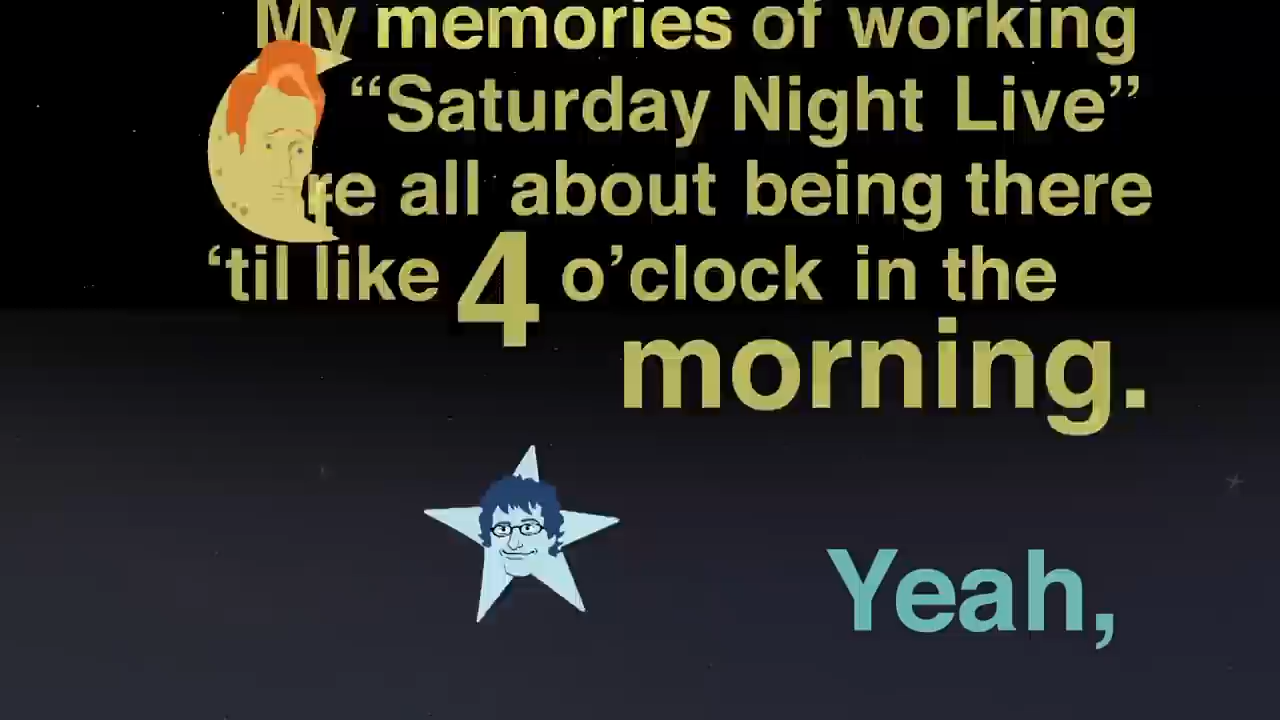 My memories of working
“Saturday Night Live”
re all about being there
‘til like 4 o’clock in the
morning.
Yeah,